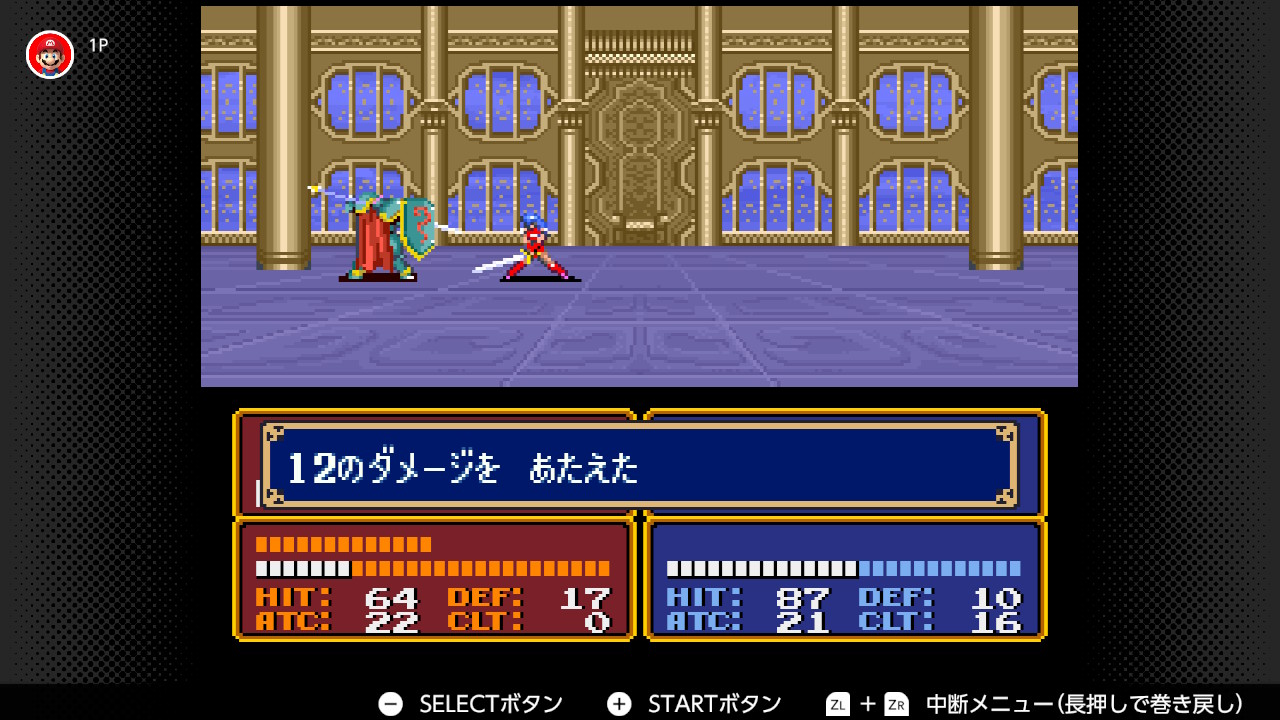 1P
12のダメージを あたえた
HIT: 64 DEF: 17
ATC: 22 CLT: 0
HIT: 87 DEF: 10
ATC: 21 CLT: 16
− SELECTボタン + STARTボタン ZL + ZR 中断メニュー(長押しで巻き戻し)